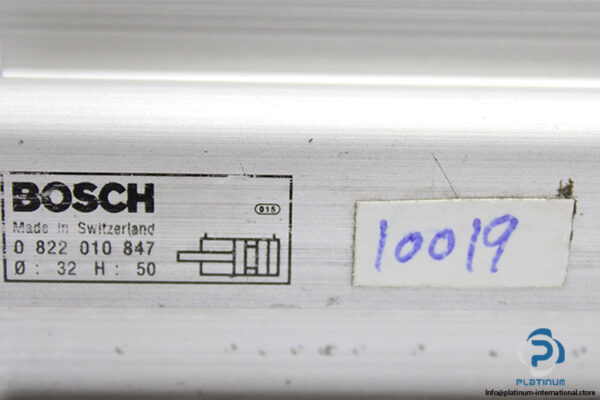 BOSCH
015
Made in Switzerland
0 822 010 847
Ø : 32 H : 50
10019
PLATINUM
info@platinum-international.store